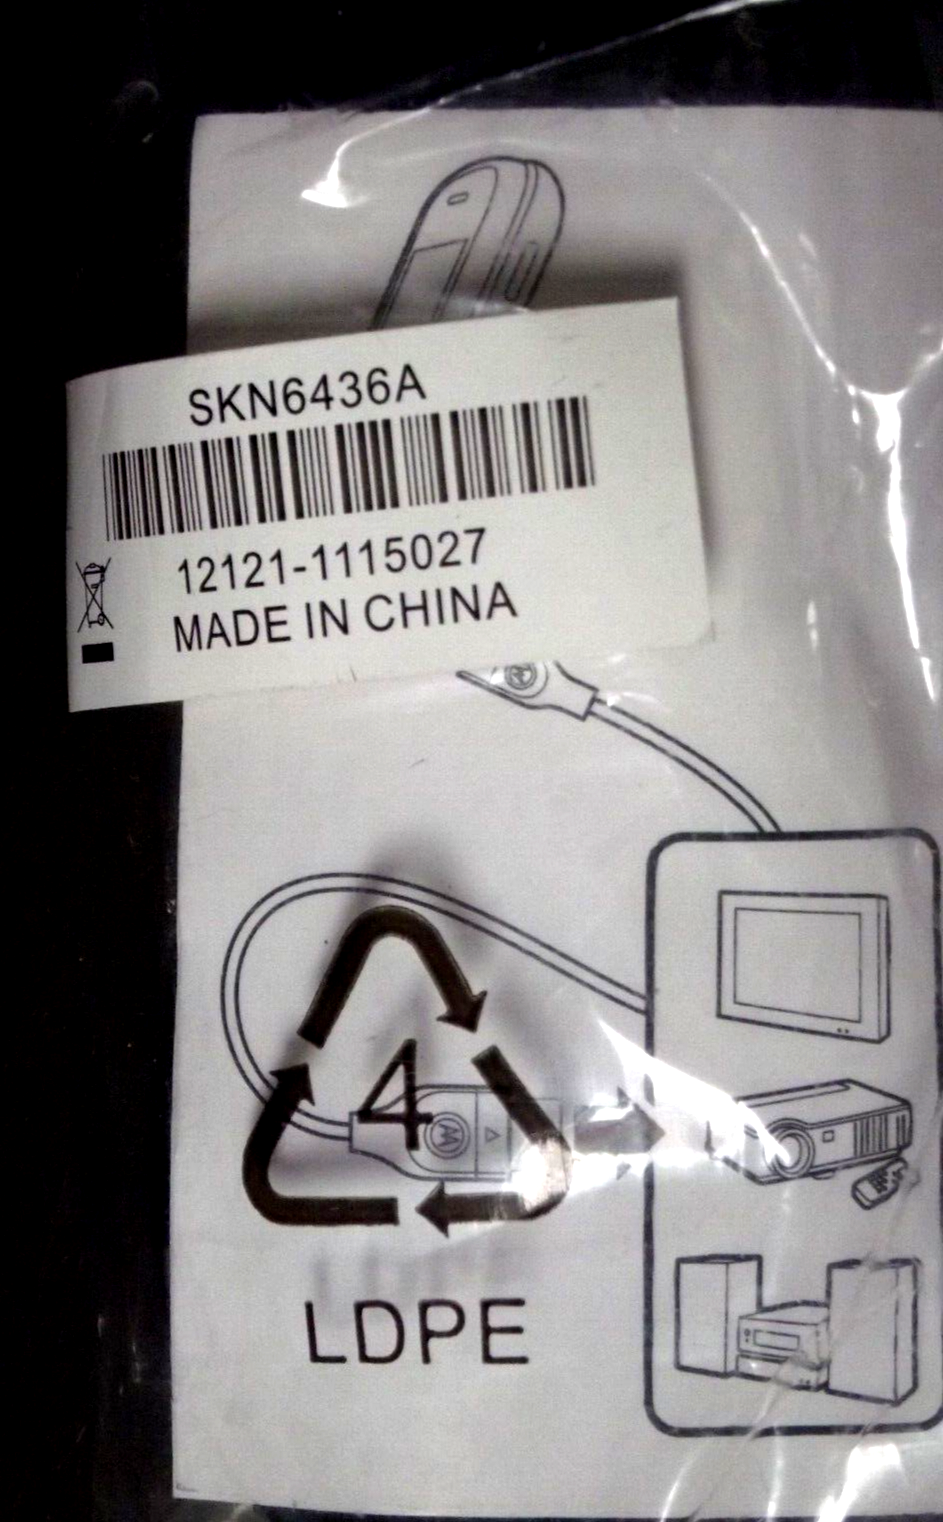 SKN6436A
12121-1115027
MADE IN CHINA
4
LDPE